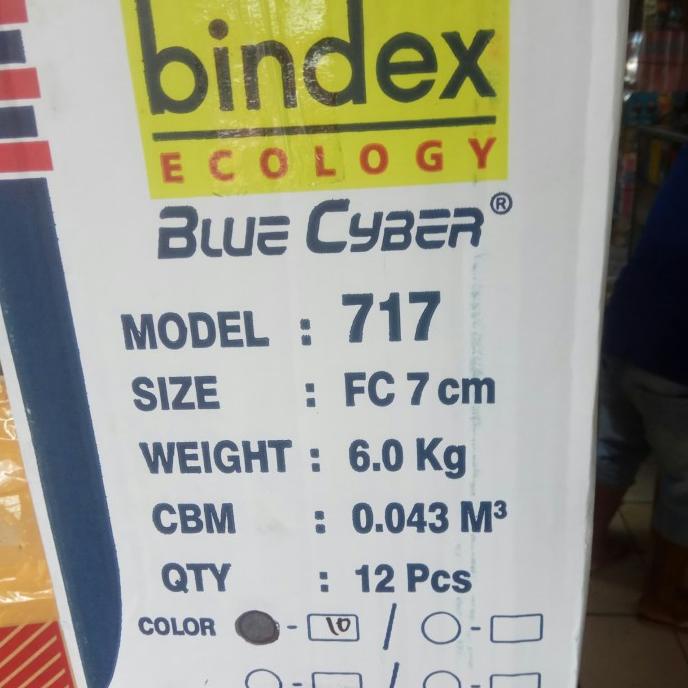 bindex
ECOLOGY
BLUE CYBER®
MODEL : 717
SIZE : FC 7 cm
WEIGHT : 6.0 Kg
CBM : 0.043 M³
QTY : 12 Pcs
COLOR - 10 / -
- / -